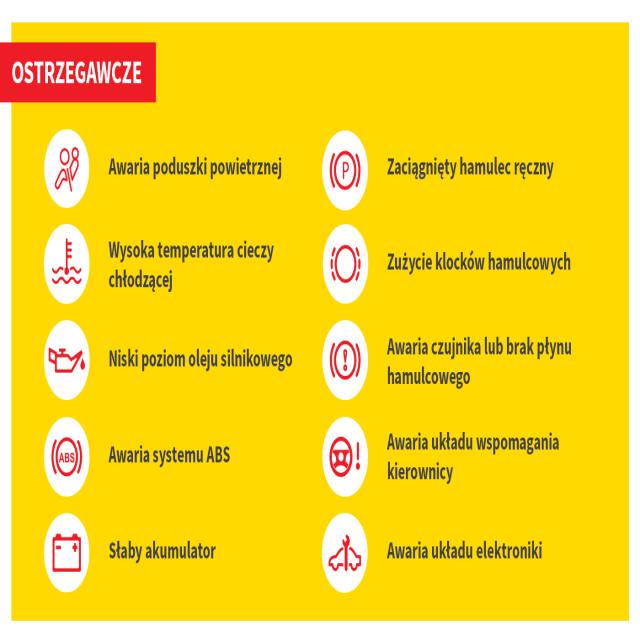 OSTRZEGAWCZE
Awaria poduszki powietrznej
Wysoka temperatura cieczy
chłodzącej
Niski poziom oleju silnikowego
ABS
Awaria systemu ABS
Słaby akumulator
P
Zaciągnięty hamulec ręczny
Zużycie klocków hamulcowych
!
Awaria czujnika lub brak płynu
hamulcowego
!
Awaria układu wspomagania
kierownicy
Awaria układu elektroniki